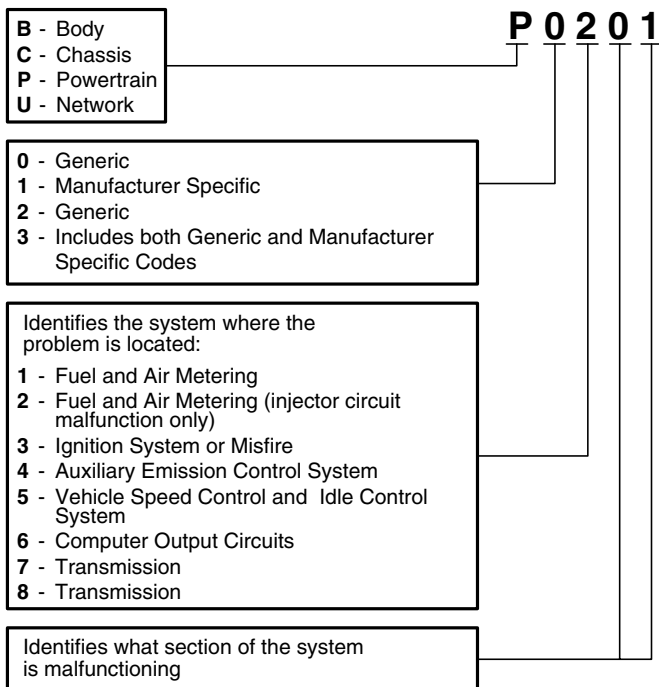 P 0 2 0 1
B - Body
C - Chassis
P - Powertrain
U - Network
0 - Generic
1 - Manufacturer Specific
2 - Generic
3 - Includes both Generic and Manufacturer
Specific Codes
Identifies the system where the
problem is located:
1 - Fuel and Air Metering
2 - Fuel and Air Metering (injector circuit
malfunction only)
3 - Ignition System or Misfire
4 - Auxiliary Emission Control System
5 - Vehicle Speed Control and Idle Control
System
6 - Computer Output Circuits
7 - Transmission
8 - Transmission
Identifies what section of the system
is malfunctioning